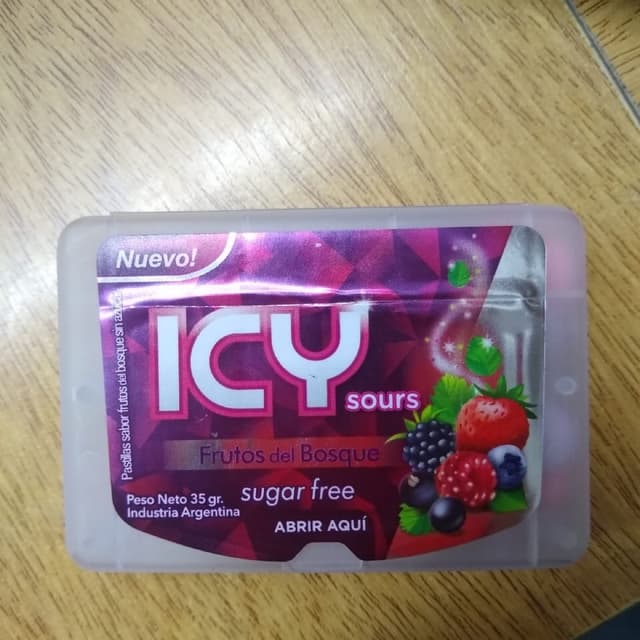 Nuevo!
Pastillas sabor frutos del bosque sin azúcar
ICY
sours
Frutos del Bosque
sugar free
Peso Neto 35 gr.
Industria Argentina
ABRIR AQUÍ